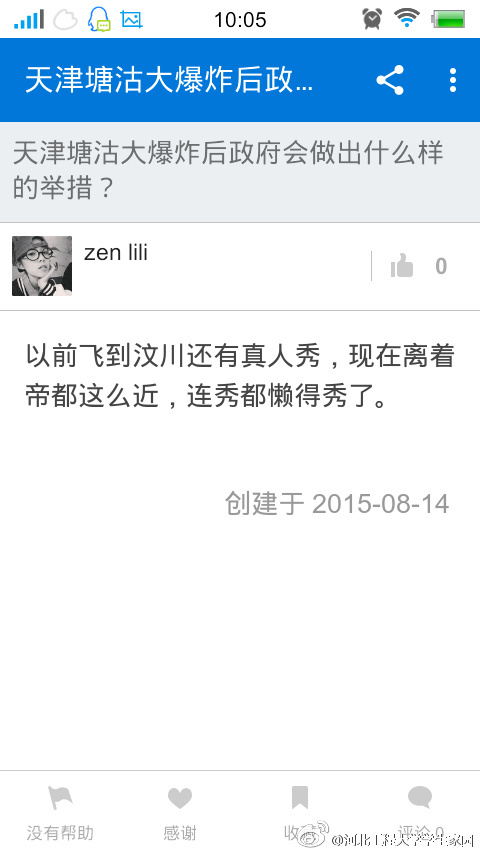 10:05
天津塘沽大爆炸后政...
天津塘沽大爆炸后政府会做出什么样
的举措？
zen lili
0
以前飞到汶川还有真人秀，现在离着
帝都这么近，连秀都懒得秀了。
创建于 2015-08-14
没有帮助
感谢
收
评论 0
@河北工程大学学生家园